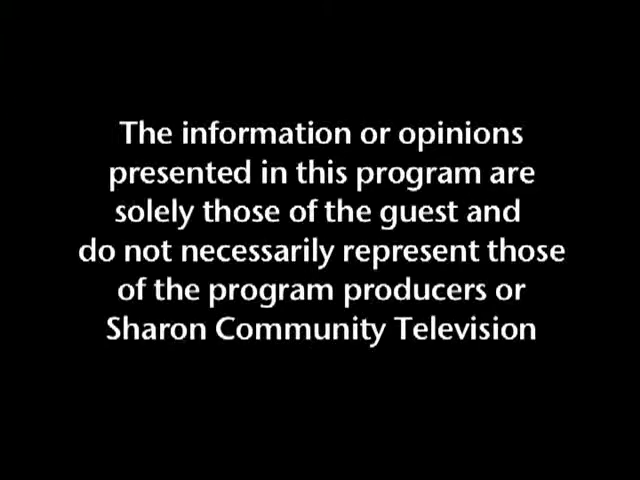 The information or opinions
presented in this program are
solely those of the guest and
do not necessarily represent those
of the program producers or
Sharon Community Television